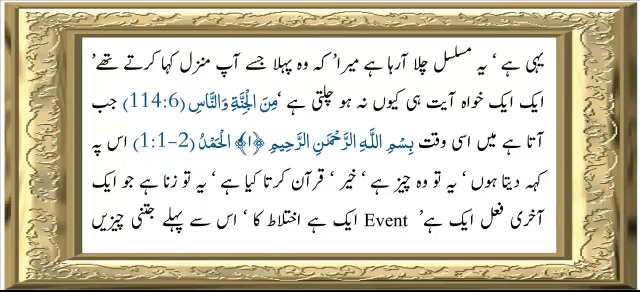 یہی ہے ‘ یہ مسلسل چلا آرہا ہے میرا’ کہ وہ پہلا جسے آپ منزل کہا کرتے تھے’
ایک ایک خواہ آیت ہی کیوں نہ ہو چلتی ہے ‘مِنَ الْجِنَّةِ وَالنَّاسِ (114:6) جب
آتا ہے میں اسی وقت بِسْمِ اللَّهِ الرَّحْمَنِ الرَّحِيمِ ﴿١﴾ الْحَمْدُ (1:1-2) اس پہ
کہہ دیتا ہوں ‘ یہ تو وہ چیز ہے ‘ خیر ‘ قرآن کرتا کیا ہے ‘ یہ تو زنا ہے جو ایک
آخری فعل ایک ہے’ Event ایک ہے اختلاط کا ‘ اس سے پہلے جتنی چیزیں